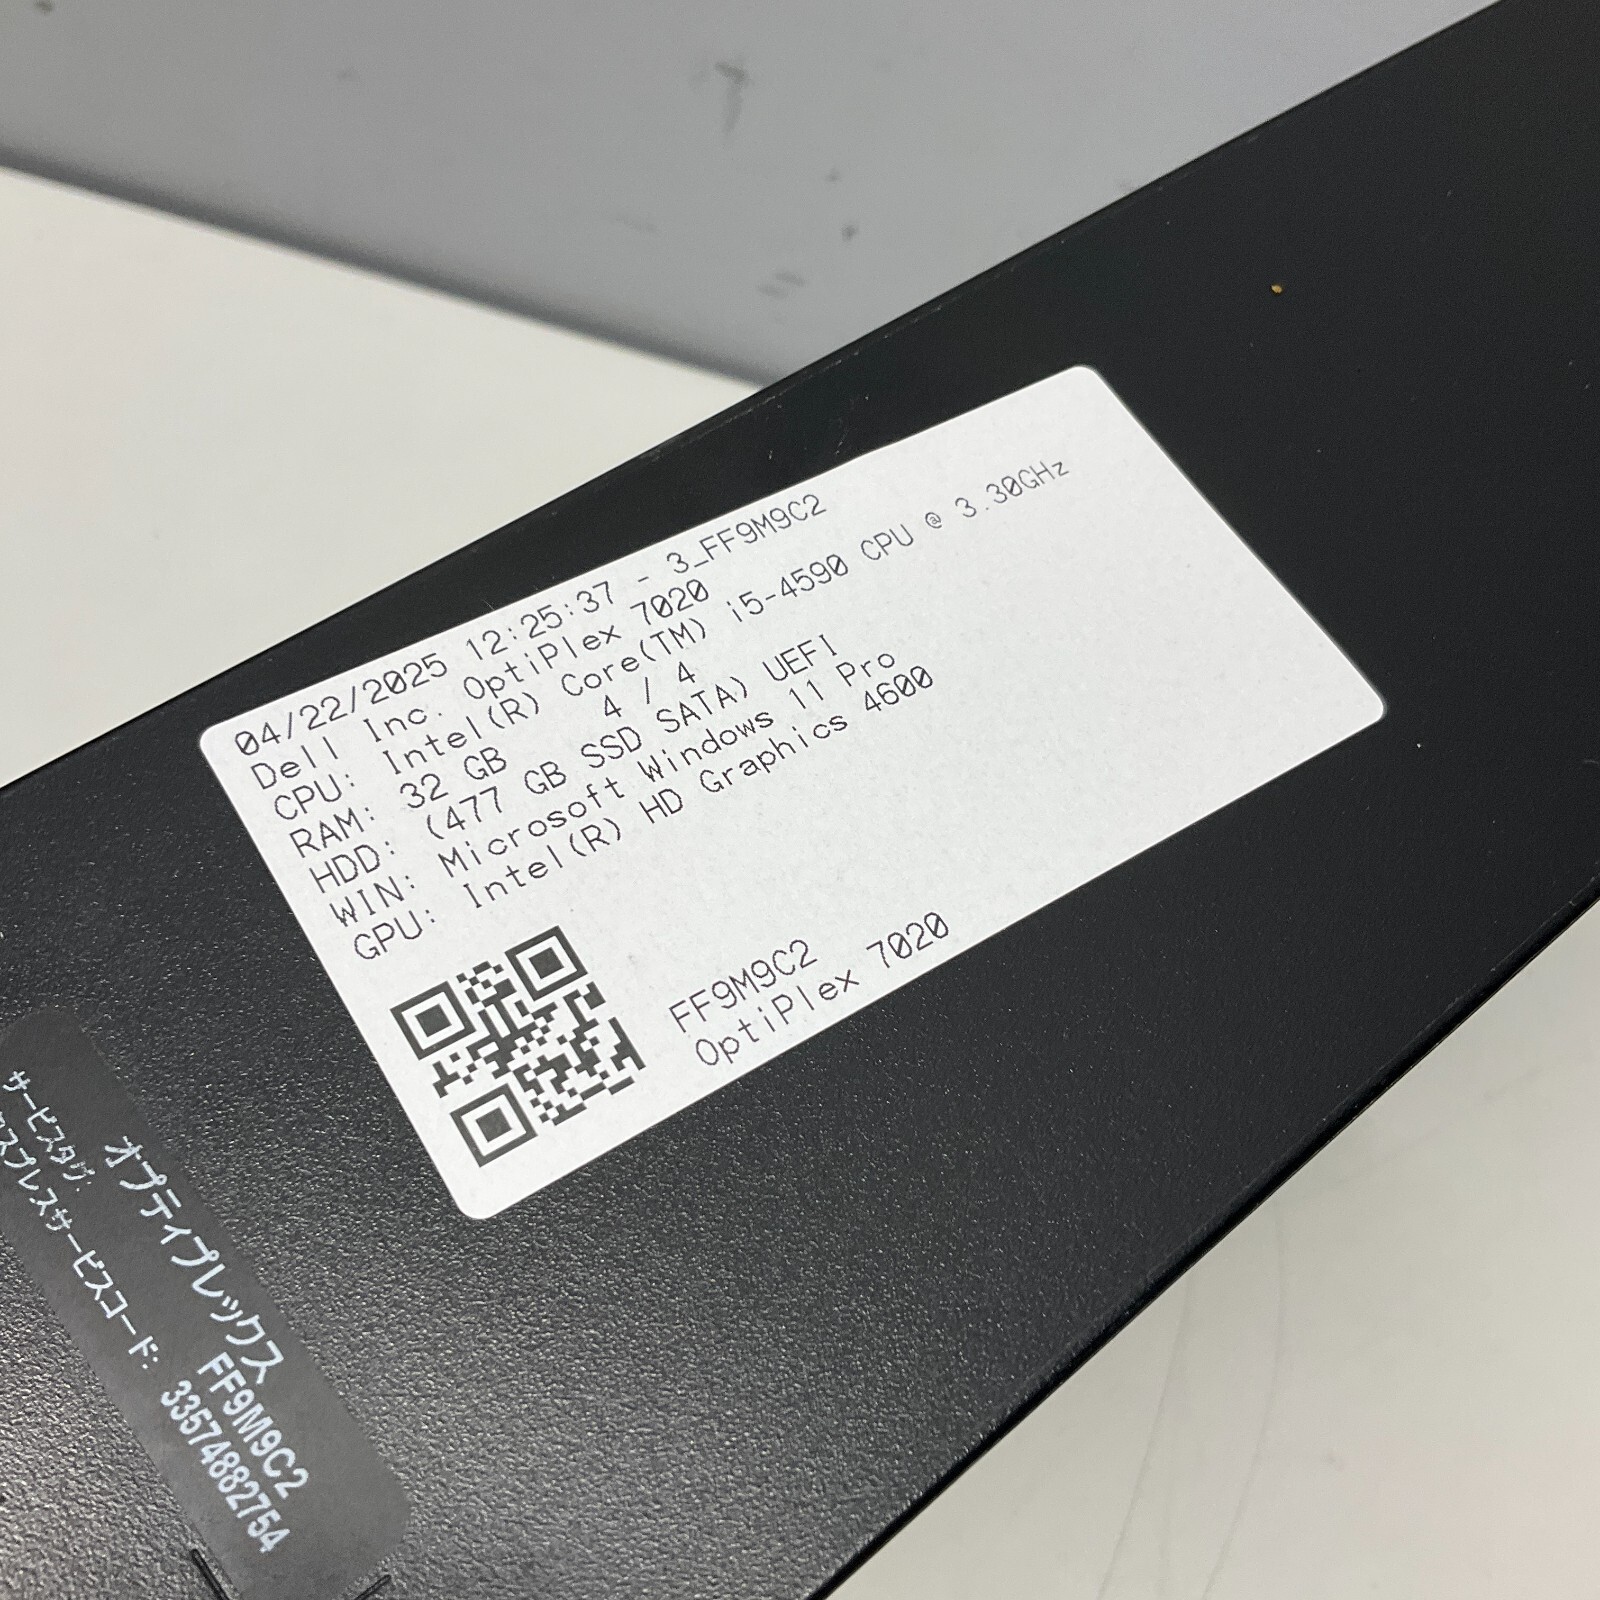 04/22/2025 12:25:37 - 3_FF9M9C2
Dell Inc. OptiPlex 7020
CPU: Intel(R) Core(TM) i5-4590 CPU @ 3.30GHz
RAM: 32 GB 4 / 4
HDD: (477 GB SSD SATA) UEFI
WIN: Microsoft Windows 11 Pro
GPU: Intel(R) HD Graphics 4600
FF9M9C2
OptiPlex 7020
オプティプレックス
サービスタグ: FF9M9C2
クスプレスサービスコード: 33574882754